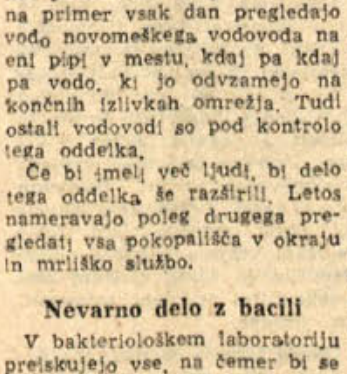 na primer vsak dan pregledajo
vodo novomeškega vodovoda na
eni pipi v mestu, kdaj pa kdaj
pa vodo, ki jo odvzamejo na
končnih izlivkah omrežja. Tudi
ostali vodovodi so pod kontrolo
tega oddelka.
Če bi imeli več ljudi, bi delo
tega oddelka še razširili. Letos
nameravajo poleg drugega pre-
gledati vsa pokopališča v okraju
in mrliško službo.
Nevarno delo z bacili
V bakteriološkem laboratoriju
preiskujejo vse, na čemer bi se